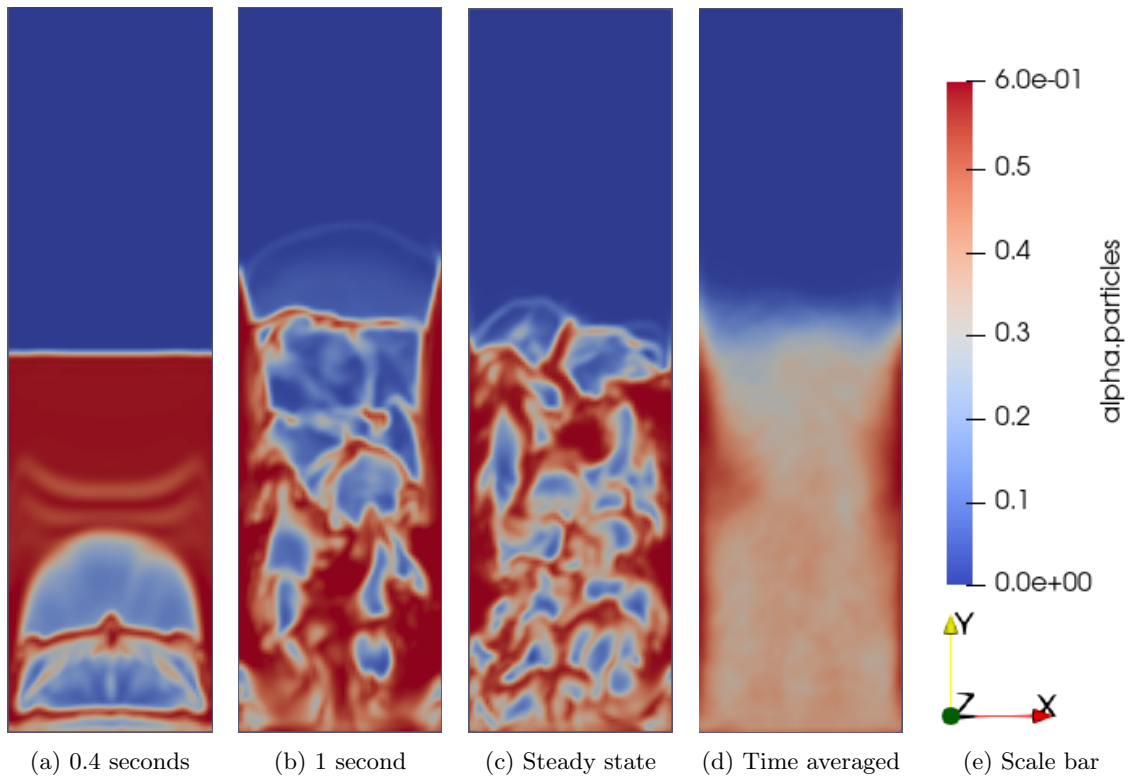 6.0e-01
0.5
0.4
0.3
0.2
0.1
0.0e+00
alpha.particles
Y
Z
X
(a) 0.4 seconds
(b) 1 second
(c) Steady state
(d) Time averaged
(e) Scale bar